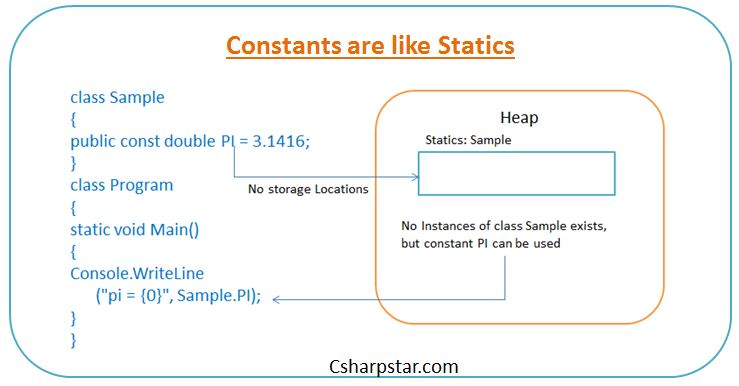 Constants are like Statics
class Sample
{
public const double PI = 3.1416;
}
class Program
{
static void Main()
{
Console.WriteLine
("pi = {0}", Sample.PI);
}
}
No storage Locations
Heap
Statics: Sample
No Instances of class Sample exists,
but constant PI can be used
Csharpstar.com